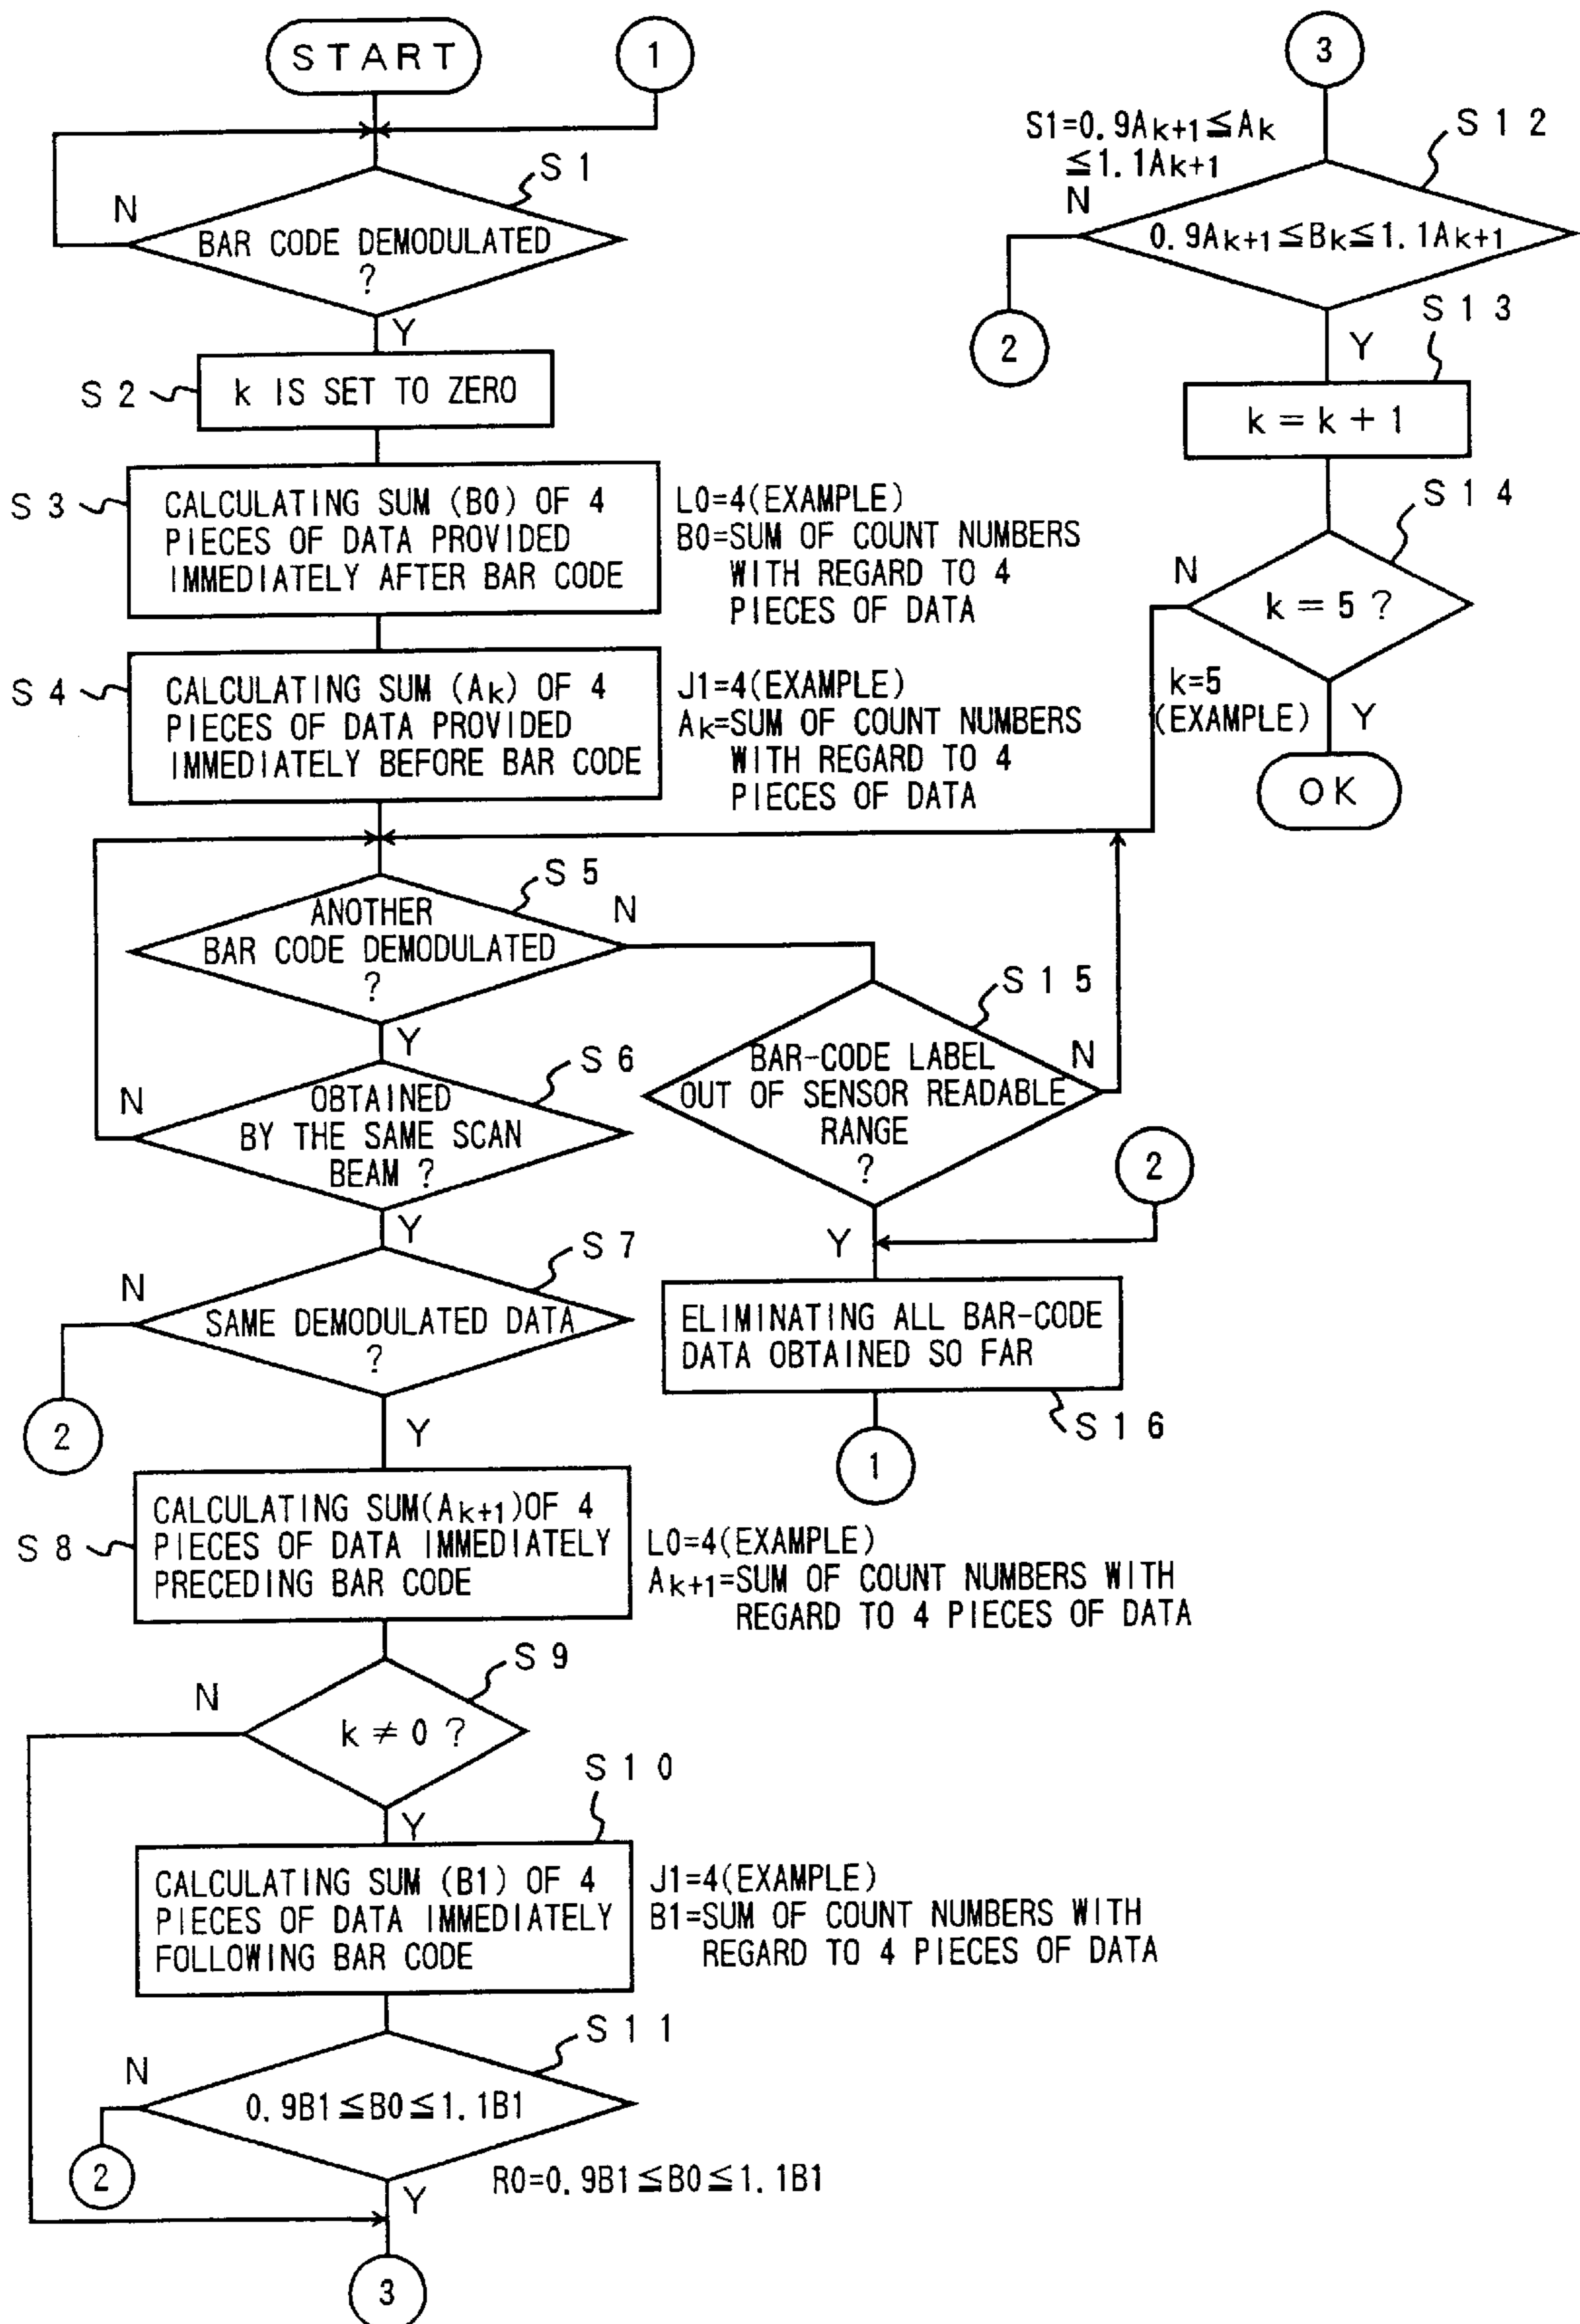 START
1
S1
N
BAR CODE DEMODULATED
?
Y
S2
k IS SET TO ZERO
S3
CALCULATING SUM (B0) OF 4
PIECES OF DATA PROVIDED
IMMEDIATELY AFTER BAR CODE
L0=4(EXAMPLE)
B0=SUM OF COUNT NUMBERS
WITH REGARD TO 4
PIECES OF DATA
S4
CALCULATING SUM (Ak) OF 4
PIECES OF DATA PROVIDED
IMMEDIATELY BEFORE BAR CODE
J1=4(EXAMPLE)
Ak=SUM OF COUNT NUMBERS
WITH REGARD TO 4
PIECES OF DATA
S5
ANOTHER
BAR CODE DEMODULATED
?
N
Y
S6
OBTAINED
BY THE SAME SCAN
BEAM ?
N
Y
S7
SAME DEMODULATED DATA
?
N
2
Y
S8
CALCULATING SUM(Ak+1)OF 4
PIECES OF DATA IMMEDIATELY
PRECEDING BAR CODE
L0=4(EXAMPLE)
Ak+1=SUM OF COUNT NUMBERS WITH
REGARD TO 4 PIECES OF DATA
S9
N
k ≠ 0 ?
Y
S10
CALCULATING SUM (B1) OF 4
PIECES OF DATA IMMEDIATELY
FOLLOWING BAR CODE
J1=4(EXAMPLE)
B1=SUM OF COUNT NUMBERS WITH
REGARD TO 4 PIECES OF DATA
S11
N
0.9B1≦B0≦1.1B1
2
Y
R0=0.9B1≦B0≦1.1B1
3
3
S1=0.9Ak+1≦Ak
≦1.1Ak+1
S12
N
0.9Ak+1≦Bk≦1.1Ak+1
2
Y
S13
k = k + 1
S14
N
k = 5 ?
k=5
(EXAMPLE)
Y
OK
S15
BAR-CODE LABEL
OUT OF SENSOR READABLE
RANGE
?
N
Y
2
ELIMINATING ALL BAR-CODE
DATA OBTAINED SO FAR
S16
1